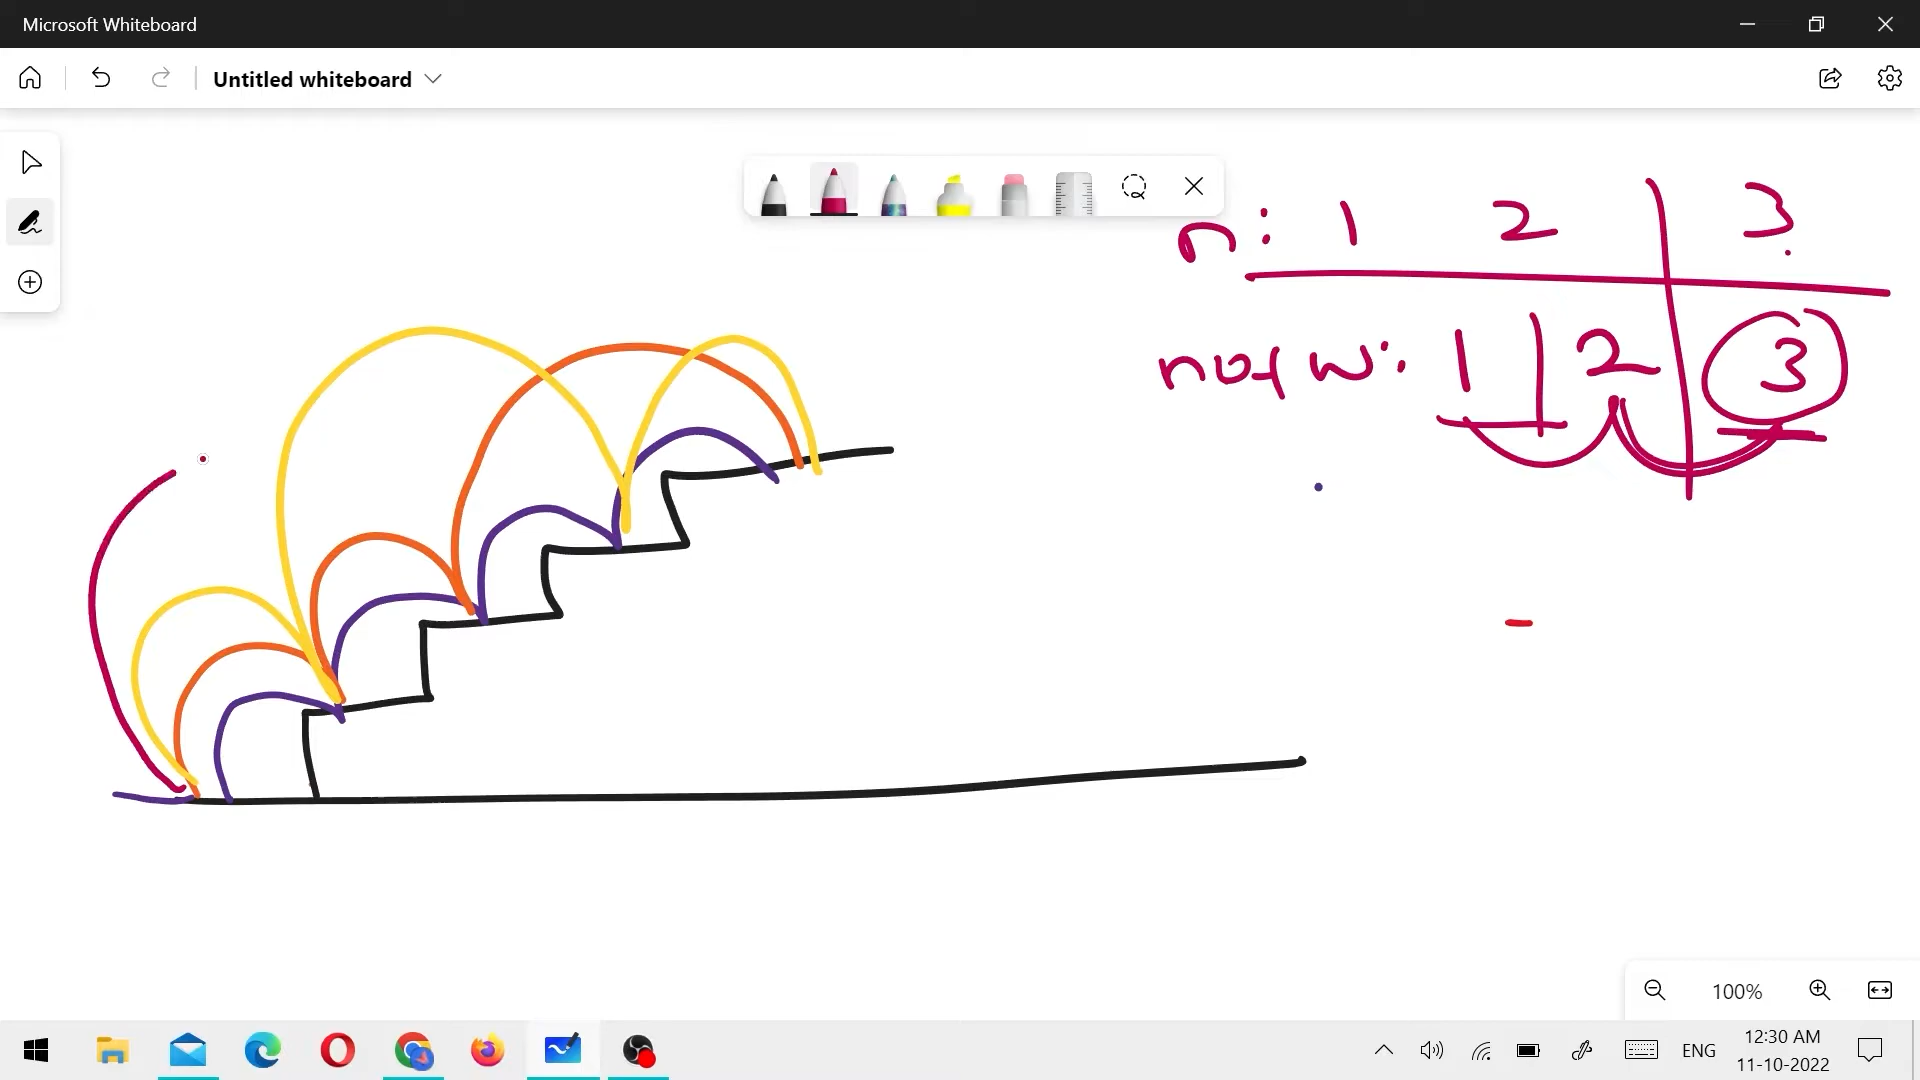 Microsoft Whiteboard
Untitled whiteboard
n: 1 2 3
no of w: 1 2 3
100%
ENG
12:30 AM
11-10-2022